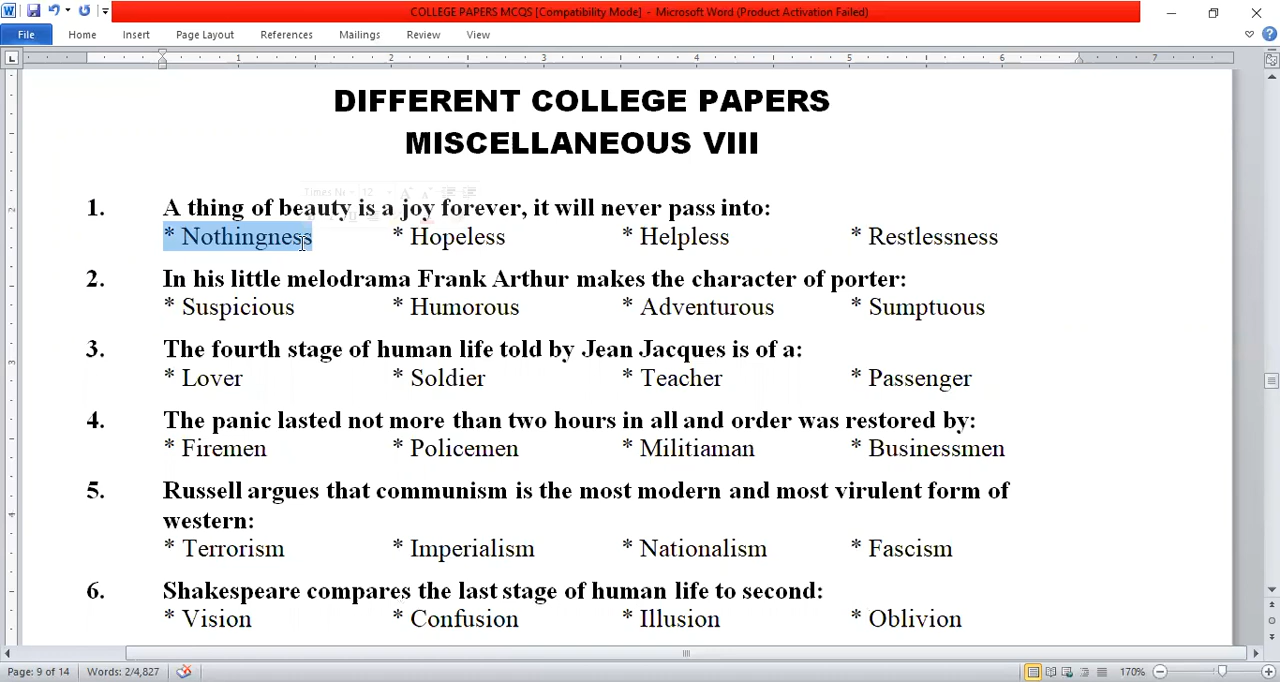 COLLEGE PAPERS MCQS [Compatibility Mode] - Microsoft Word (Product Activation Failed)
File Home Insert Page Layout References Mailings Review View
1 2 3 4 5 6 7
DIFFERENT COLLEGE PAPERS
MISCELLANEOUS VIII
1. A thing of beauty is a joy forever, it will never pass into:
* Nothingness * Hopeless * Helpless * Restlessness
2. In his little melodrama Frank Arthur makes the character of porter:
* Suspicious * Humorous * Adventurous * Sumptuous
3. The fourth stage of human life told by Jean Jacques is of a:
* Lover * Soldier * Teacher * Passenger
4. The panic lasted not more than two hours in all and order was restored by:
* Firemen * Policemen * Militiaman * Businessmen
5. Russell argues that communism is the most modern and most virulent form of
western:
* Terrorism * Imperialism * Nationalism * Fascism
6. Shakespeare compares the last stage of human life to second:
* Vision * Confusion * Illusion * Oblivion
Page: 9 of 14 Words: 2/4,827 170%